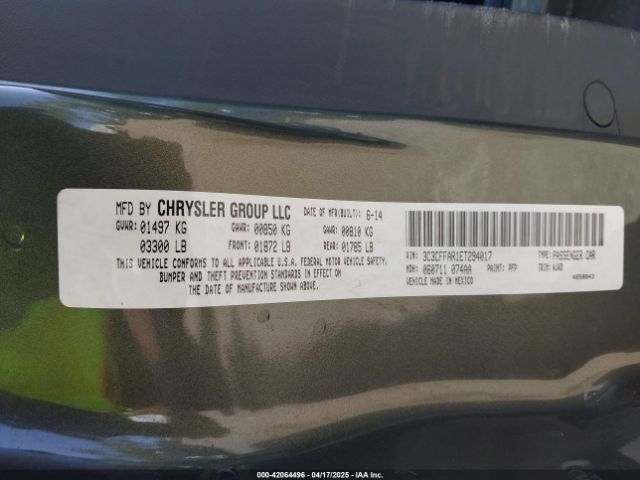 MFD BY CHRYSLER GROUP LLC DATE OF MFR(BUILT): 6-14
GVWR: 01497 KG GAWR: 00850 KG GAWR: 00810 KG
03300 LB FRONT: 01872 LB REAR: 01785 LB
THIS VEHICLE CONFORMS TO ALL APPLICABLE U.S.A. FEDERAL MOTOR VEHICLE SAFETY,
BUMPER AND THEFT PREVENTION STANDARDS IN EFFECT ON
THE DATE OF MANUFACTURE SHOWN ABOVE.
VIN: 3C3CFFAR1ET294017 TYPE: PASSENGER CAR
MDH: 060711 074AA PAINT: PFP TRIM:
VEHICLE MADE IN MEXICO
000-42064496 - 04/17/2025 - IAA Inc.